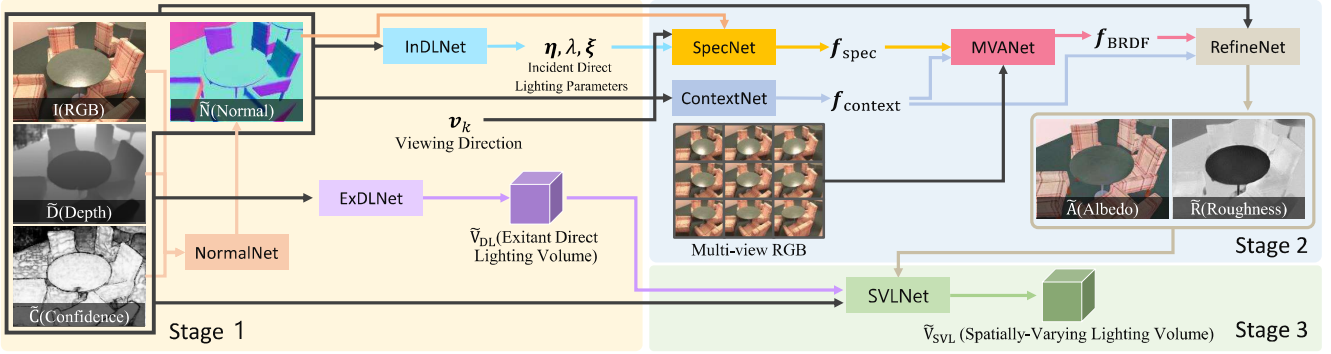 I(RGB)
Ñ(Normal)
D̃(Depth)
C̃(Confidence)
NormalNet
InDLNet
η, λ, ξ
Incident Direct
Lighting Parameters
v_k
Viewing Direction
ExDLNet
Ṽ_DL(Exitant Direct
Lighting Volume)
Stage 1
SpecNet
f_spec
MVANet
f_BRDF
RefineNet
ContextNet
f_context
Multi-view RGB
Ã(Albedo)
R̃(Roughness)
Stage 2
SVLNet
Ṽ_SVL (Spatially-Varying Lighting Volume)
Stage 3